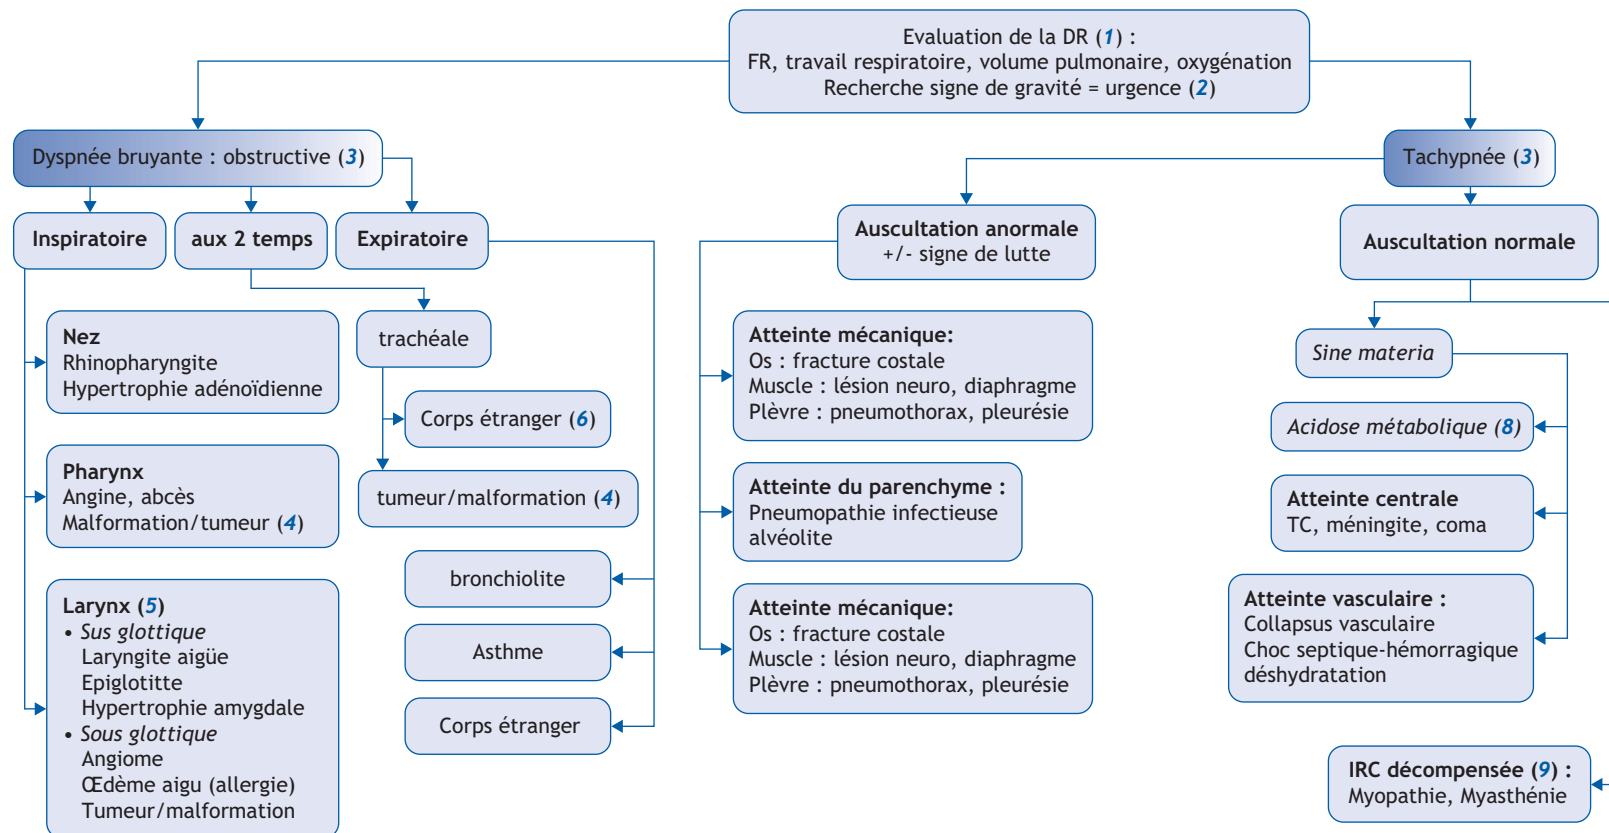 Evaluation de la DR (1) :
FR, travail respiratoire, volume pulmonaire, oxygénation
Recherche signe de gravité = urgence (2)
Dyspnée bruyante : obstructive (3)
Tachypnée (3)
Inspiratoire
aux 2 temps
Expiratoire
Auscultation anormale
+/- signe de lutte
Auscultation normale
Nez
Rhinopharyngite
Hypertrophie adénoïdienne
Pharynx
Angine, abcès
Malformation/tumeur (4)
Larynx (5)
• Sus glottique
Laryngite aigüe
Epiglotitte
Hypertrophie amygdale
• Sous glottique
Angiome
Œdème aigu (allergie)
Tumeur/malformation
trachéale
Corps étranger (6)
tumeur/malformation (4)
bronchiolite
Asthme
Corps étranger
Atteinte mécanique:
Os : fracture costale
Muscle : lésion neuro, diaphragme
Plèvre : pneumothorax, pleurésie
Atteinte du parenchyme :
Pneumopathie infectieuse
alvéolite
Atteinte mécanique:
Os : fracture costale
Muscle : lésion neuro, diaphragme
Plèvre : pneumothorax, pleurésie
Sine materia
Acidose métabolique (8)
Atteinte centrale
TC, méningite, coma
Atteinte vasculaire :
Collapsus vasculaire
Choc septique-hémorragique
déshydratation
IRC décompensée (9) :
Myopathie, Myasthénie